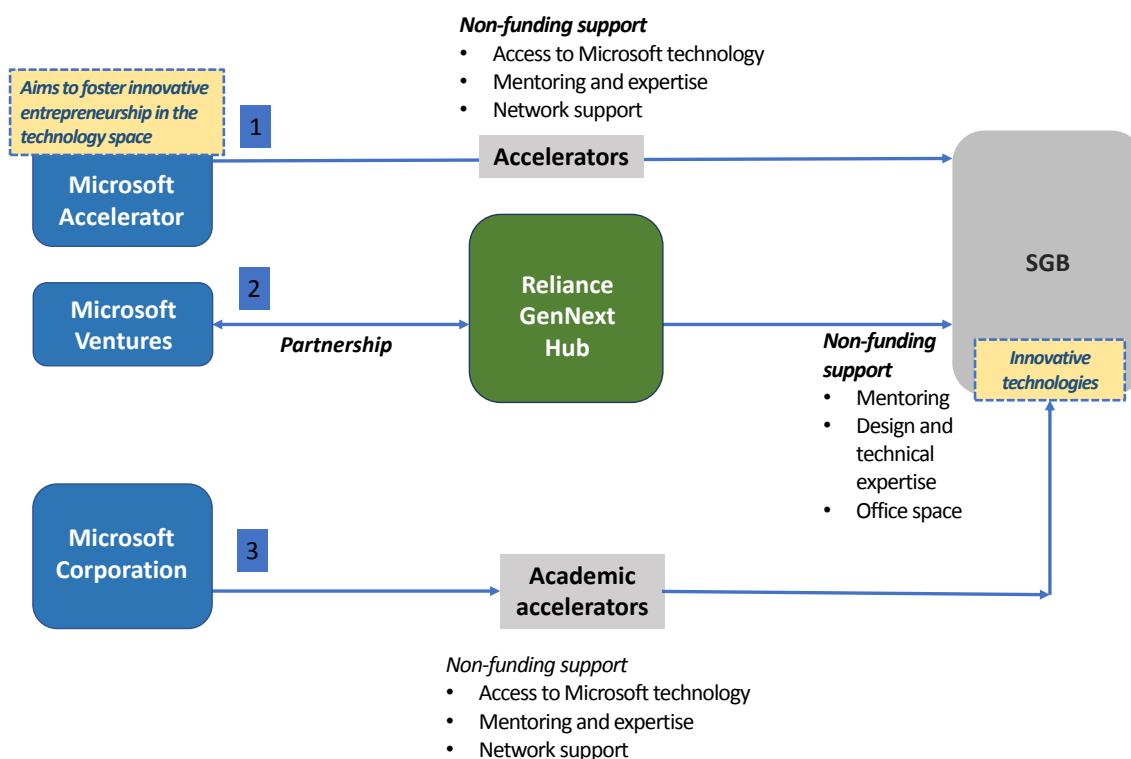 Non-funding support
• Access to Microsoft technology
• Mentoring and expertise
• Network support
Aims to foster innovative
entrepreneurship in the
technology space
1
Accelerators
Microsoft
Accelerator
SGB
2
Reliance
GenNext
Hub
Microsoft
Ventures
Partnership
Non-funding
support
• Mentoring
• Design and
technical
expertise
• Office space
Innovative
technologies
Microsoft
Corporation
3
Academic
accelerators
Non-funding support
• Access to Microsoft technology
• Mentoring and expertise
• Network support